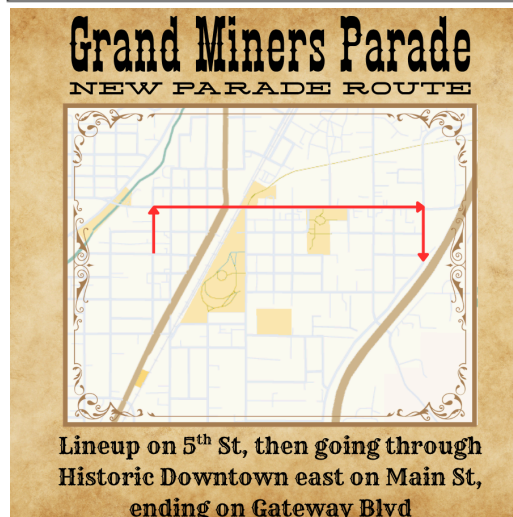 Grand Miners Parade
NEW PARADE ROUTE
Lineup on 5th St, then going through
Historic Downtown east on Main St,
ending on Gateway Blvd